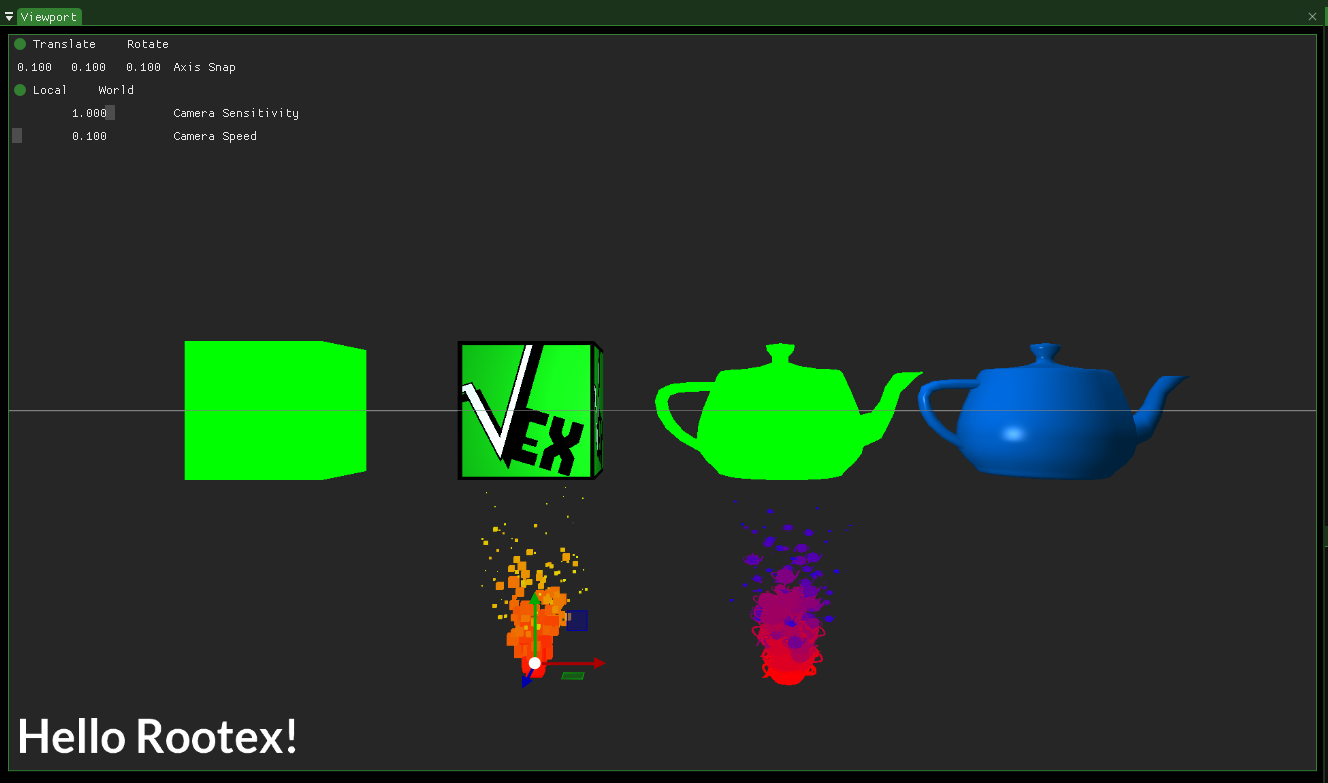 Viewport
Translate Rotate
0.100 0.100 0.100 Axis Snap
Local World
1.000 Camera Sensitivity
0.100 Camera Speed
VEX
Hello Rootex!